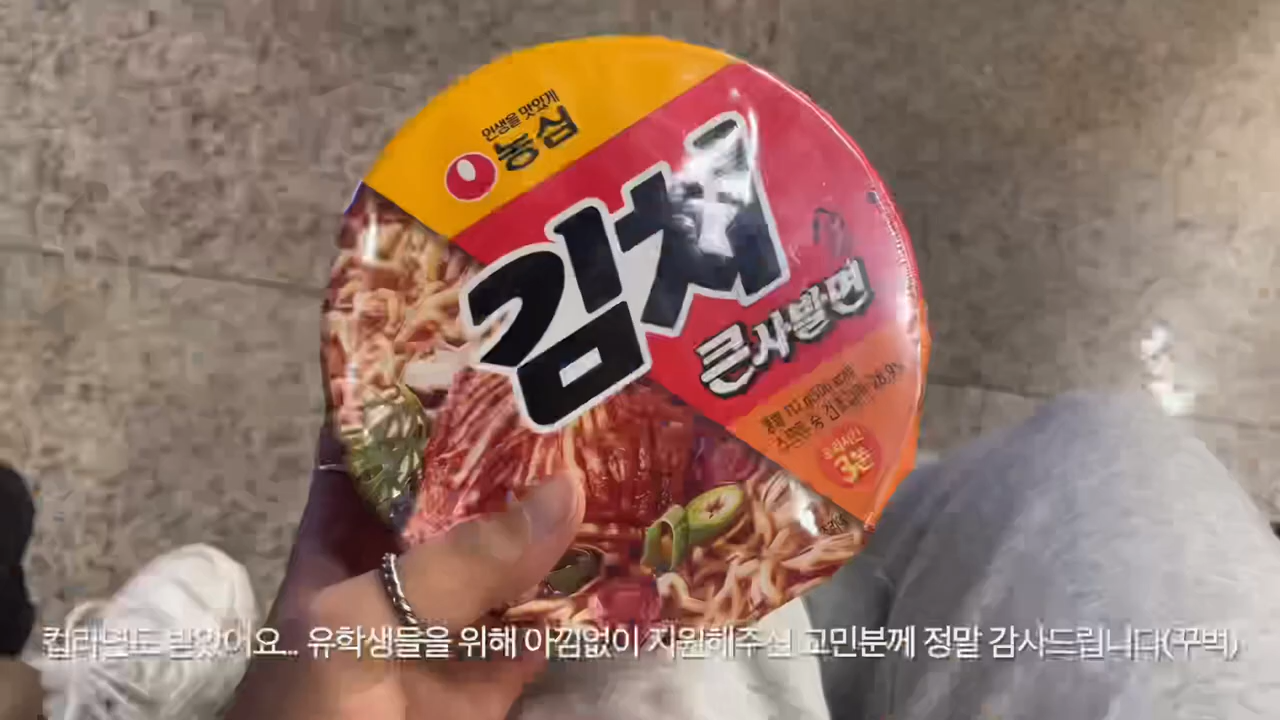 인생을 맛있게
농심
김치
큰사발면
조리시간
3분
컵라면도 받았어요... 유학생들을 위해 아낌없이 지원해주신 교민분께 정말 감사드립니다(꾸벅)